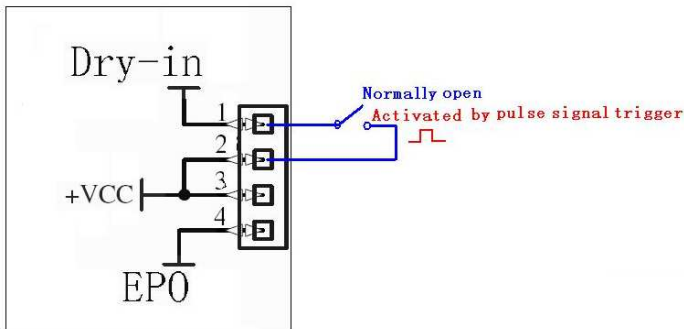 Dry-in
Normally open
1
Activated by pulse signal trigger
2
+VCC
3
4
EPO